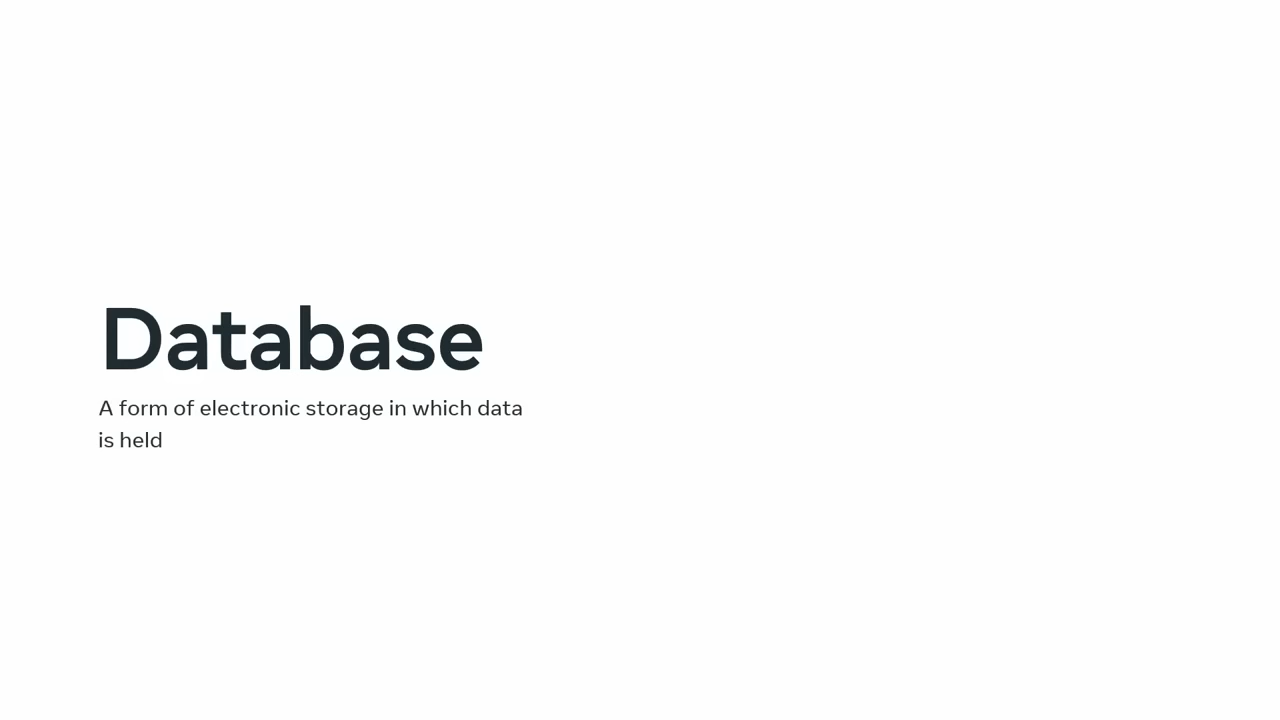 Database
A form of electronic storage in which data
is held